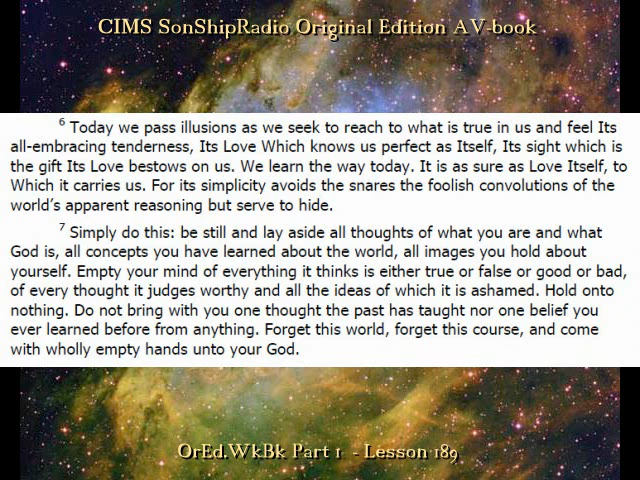 CIMS SonShipRadio Original Edition AV-book
6 Today we pass illusions as we seek to reach to what is true in us and feel Its
all-embracing tenderness, Its Love Which knows us perfect as Itself, Its sight which is
the gift Its Love bestows on us. We learn the way today. It is as sure as Love Itself, to
Which it carries us. For its simplicity avoids the snares the foolish convolutions of the
world’s apparent reasoning but serve to hide.
7 Simply do this: be still and lay aside all thoughts of what you are and what
God is, all concepts you have learned about the world, all images you hold about
yourself. Empty your mind of everything it thinks is either true or false or good or bad,
of every thought it judges worthy and all the ideas of which it is ashamed. Hold onto
nothing. Do not bring with you one thought the past has taught nor one belief you
ever learned before from anything. Forget this world, forget this course, and come
with wholly empty hands unto your God.
OrEd.WkBk Part 1 - Lesson 189